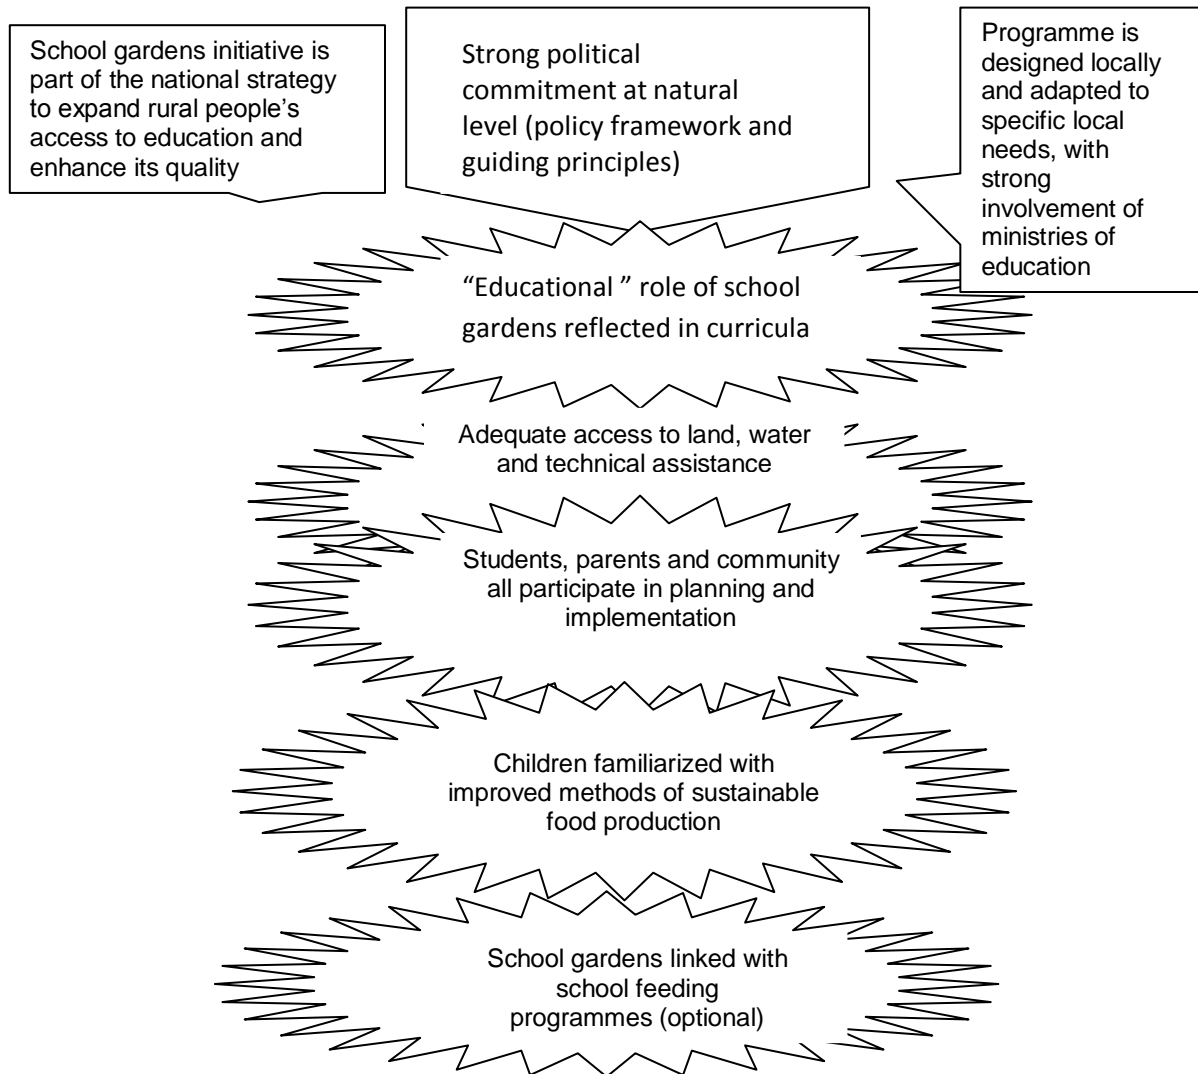 School gardens initiative is
part of the national strategy
to expand rural people's
access to education and
enhance its quality
Strong political
commitment at natural
level (policy framework and
guiding principles)
Programme is
designed locally
and adapted to
specific local
needs, with
strong
involvement of
ministries of
education
“Educational ” role of school
gardens reflected in curricula
Adequate access to land, water
and technical assistance
Students, parents and community
all participate in planning and
implementation
Children familiarized with
improved methods of sustainable
food production
School gardens linked with
school feeding
programmes (optional)